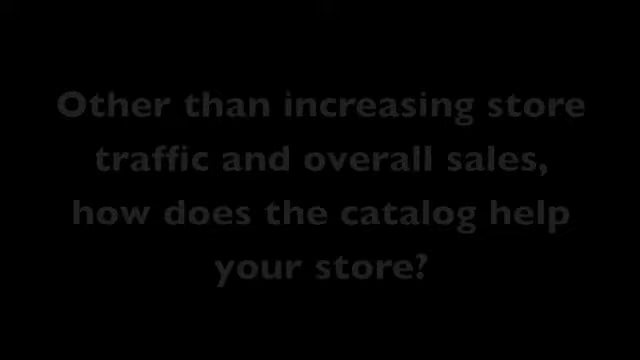 Other than increasing store
traffic and overall sales,
how does the catalog help
your store?